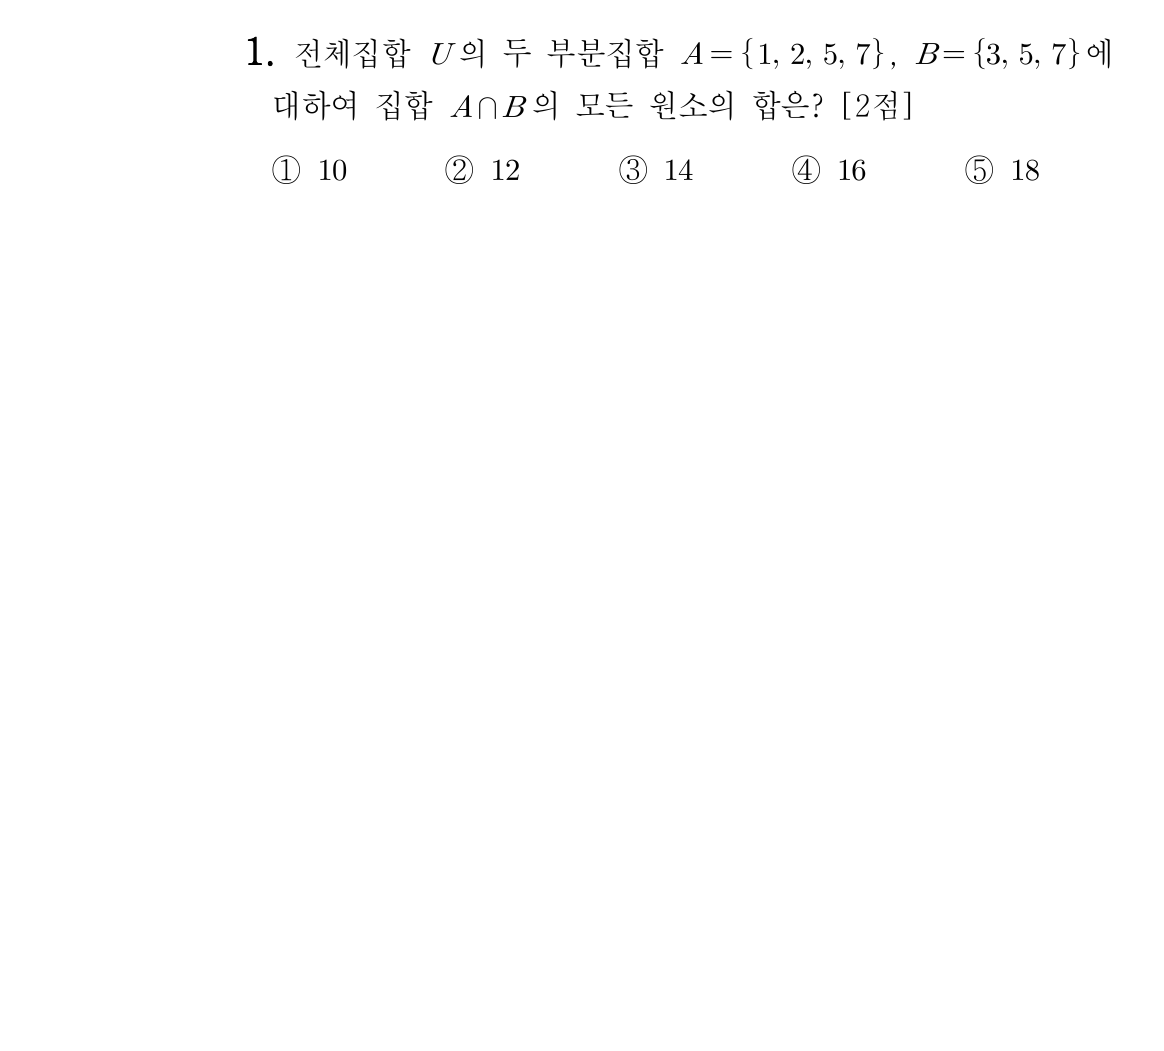 1. 전체집합 U의 두 부분집합 A={1, 2, 5, 7}, B={3, 5, 7}에
대하여 집합 A∩B의 모든 원소의 합은? [2점]
① 10 ② 12 ③ 14 ④ 16 ⑤ 18